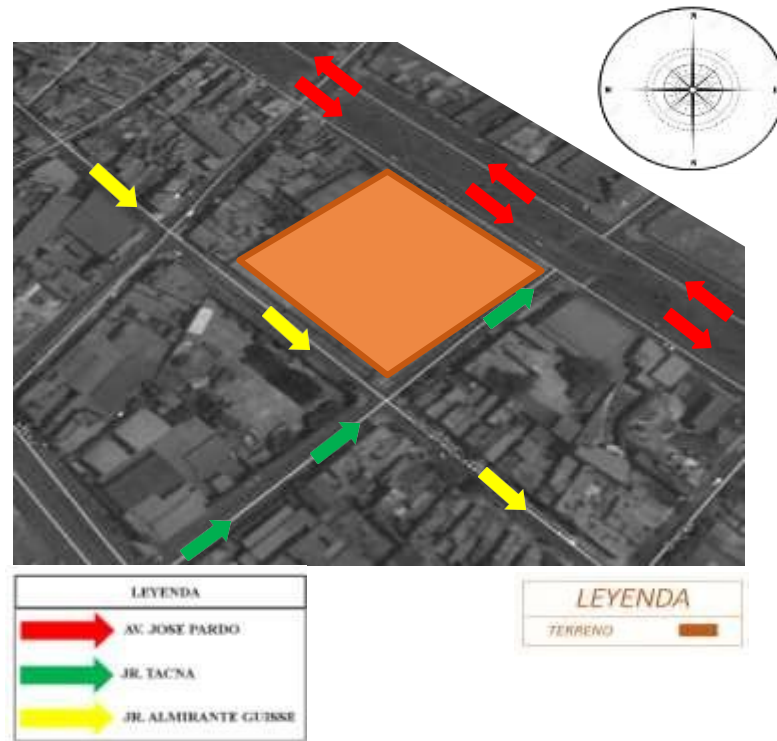 N
S
LEYENDA
AV. JOSE PARDO
JR. TACNA
JR. ALMIRANTE GUISSE
LEYENDA
TERRENO